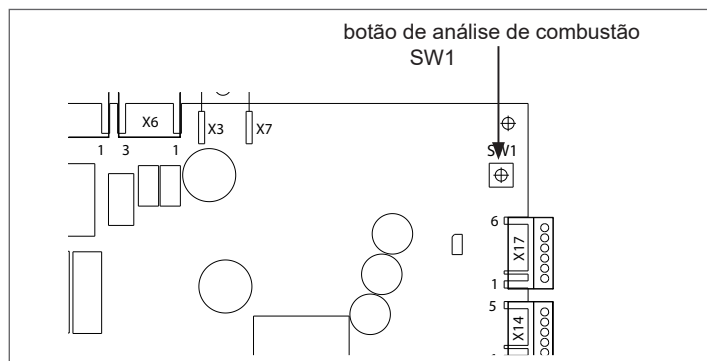 botão de análise de combustão
SW1
X6
X3
X7
1
3
1
SW1
6
X17
1
5
X14